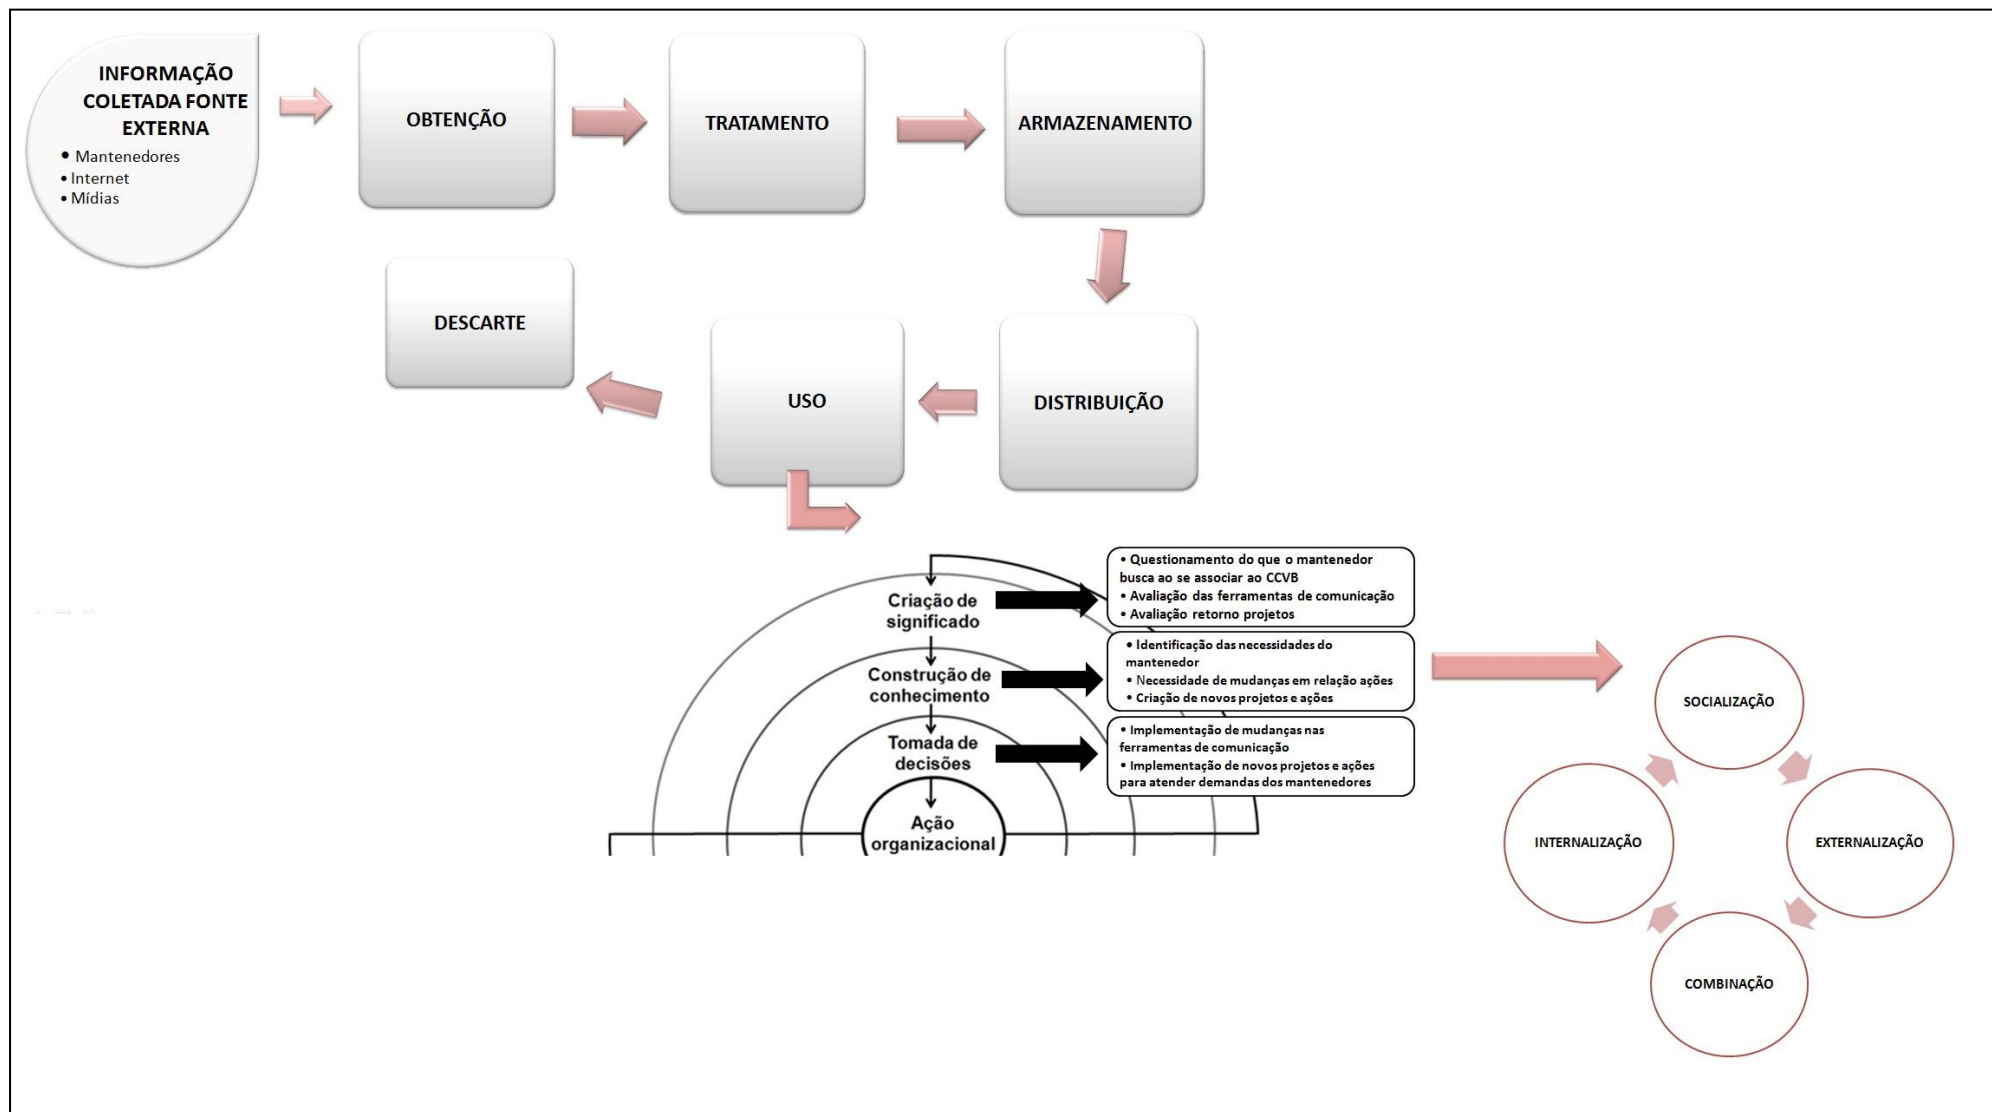 INFORMAÇÃO
COLETADA FONTE
EXTERNA
• Mantenedores
• Internet
• Mídias
OBTENÇÃO
TRATAMENTO
ARMAZENAMENTO
DESCARTE
USO
DISTRIBUIÇÃO
Criação de
significado
• Questionamento do que o mantenedor
busca ao se associar ao CCVB
• Avaliação das ferramentas de comunicação
• Avaliação retorno projetos
Construção de
conhecimento
• Identificação das necessidades do
mantenedor
• Necessidade de mudanças em relação ações
• Criação de novos projetos e ações
Tomada de
decisões
• Implementação de mudanças nas
ferramentas de comunicação
• Implementação de novos projetos e ações
para atender demandas dos mantenedores
Ação
organizacional
SOCIALIZAÇÃO
INTERNALIZAÇÃO
EXTERNALIZAÇÃO
COMBINAÇÃO